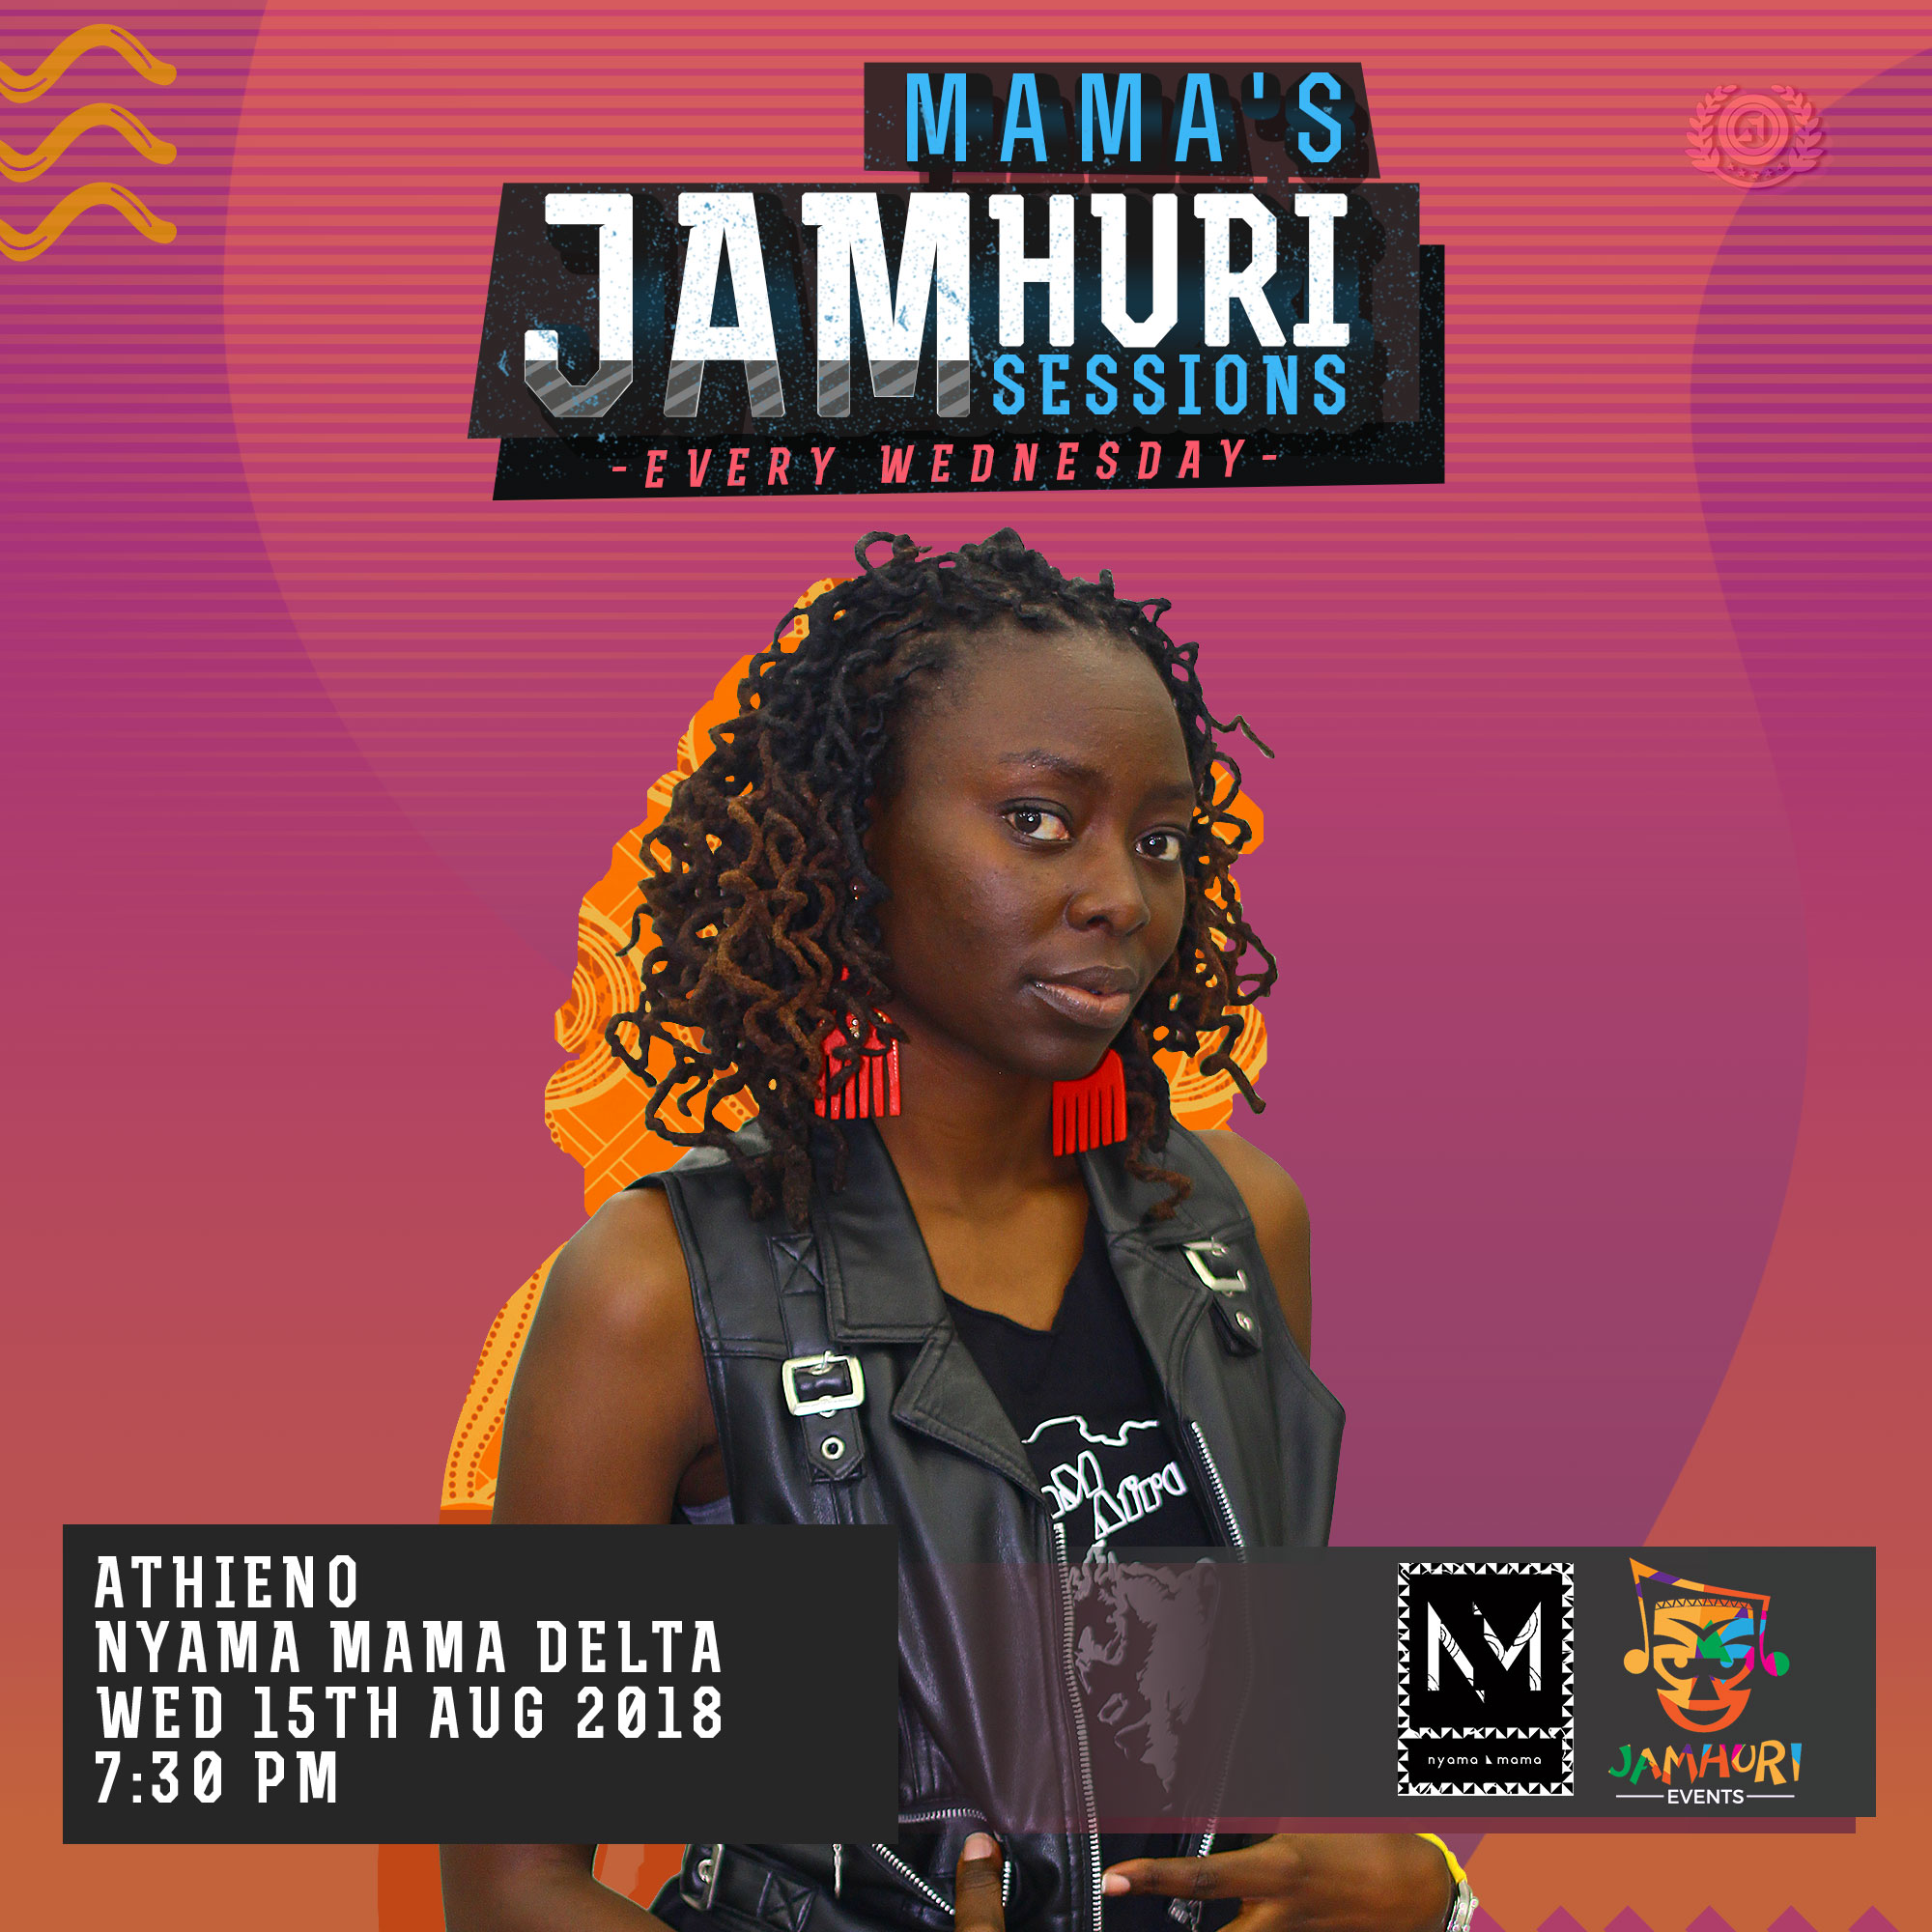 MAMA'S
JAMHURI
SESSIONS
-EVERY WEDNESDAY-
ATHIENO
NYAMA MAMA DELTA
WED 15TH AUG 2018
7:30 PM
NM
nyama mama
JAMHURI
EVENTS